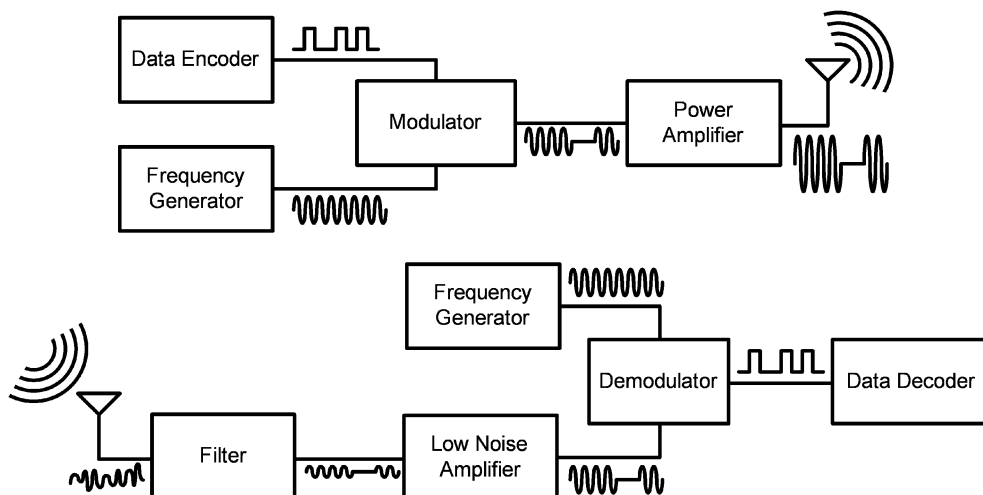 Data Encoder
Modulator
Power
Amplifier
Frequency
Generator
Frequency
Generator
Demodulator
Data Decoder
Filter
Low Noise
Amplifier